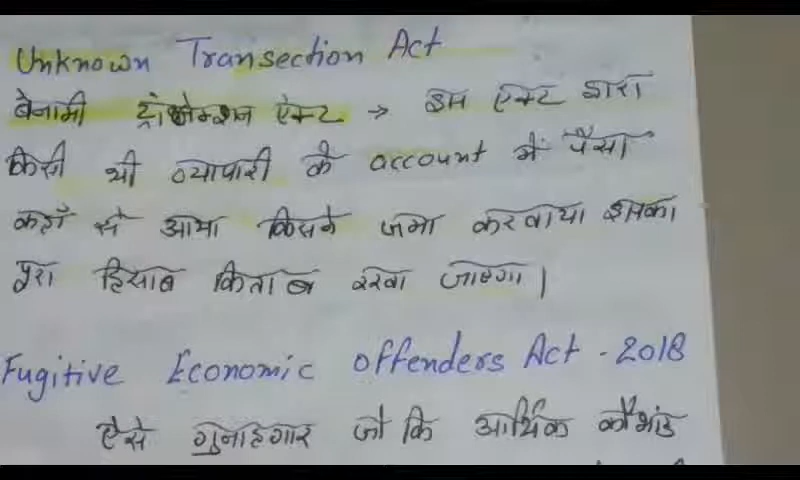 Unknown Transection Act
बेनामी ट्रांजेक्शन ऐक्ट → इस एक्ट द्वारा
किसी भी व्यापारी के account में पैसा
कहाँ से आया किसने जमा करवाया इसका
पूरा हिसाब किताब रखा जाएगा।
Fugitive Economic Offenders Act - 2018
ऐसे गुनाहगार जो कि आर्थिक कौभांड